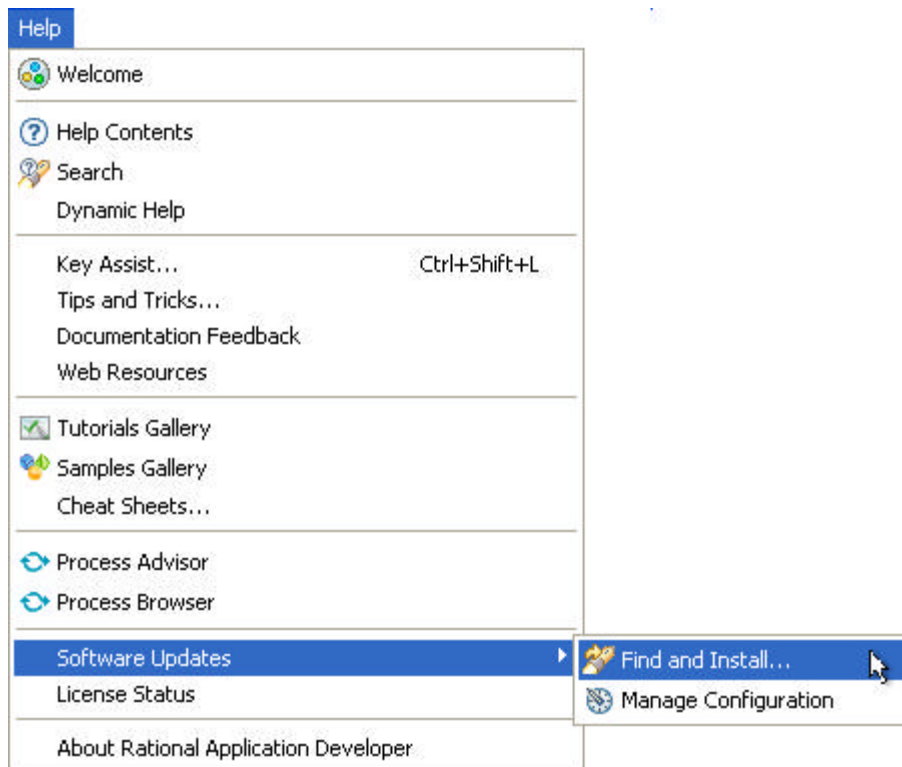 Help
Welcome
Help Contents
Search
Dynamic Help
Key Assist... Ctrl+Shift+L
Tips and Tricks...
Documentation Feedback
Web Resources
Tutorials Gallery
Samples Gallery
Cheat Sheets...
Process Advisor
Process Browser
Software Updates
Find and Install...
License Status
Manage Configuration
About Rational Application Developer